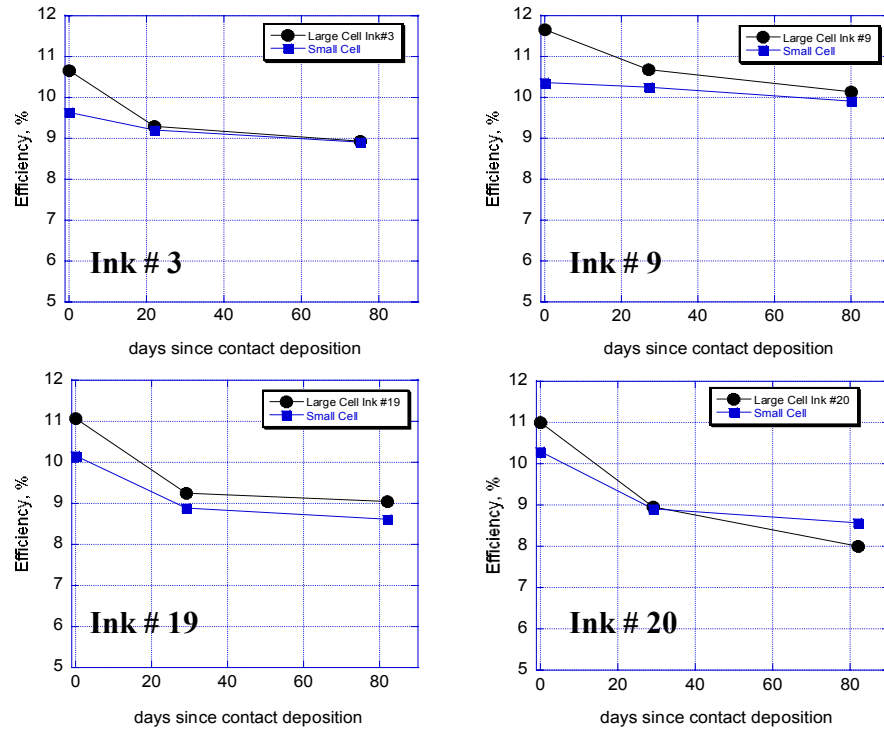 12
11
10
9
8
7
6
5
Efficiency, %
Large Cell Ink#3
Small Cell
Ink # 3
0 20 40 60 80
days since contact deposition
12
11
10
9
8
7
6
5
Efficiency, %
Large Cell Ink #9
Small Cell
Ink # 9
0 20 40 60 80
days since contact deposition
12
11
10
9
8
7
6
5
Efficiency, %
Large Cell Ink #19
Small Cell
Ink # 19
0 20 40 60 80
days since contact deposition
12
11
10
9
8
7
6
5
Efficiency, %
Large Cell Ink #20
Small Cell
Ink # 20
0 20 40 60 80
days since contact deposition